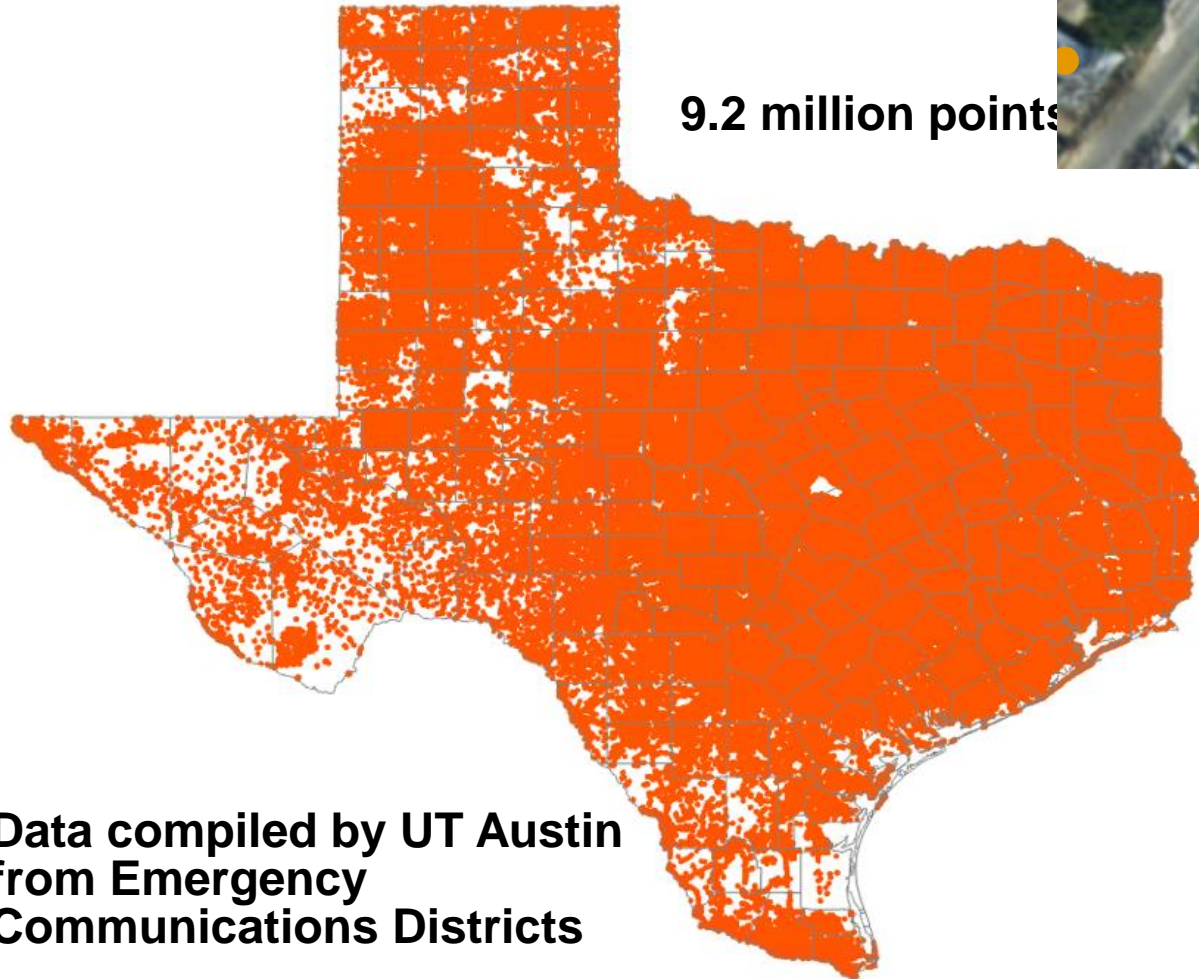 9.2 million points
Data compiled by UT Austin
from Emergency
Communications Districts